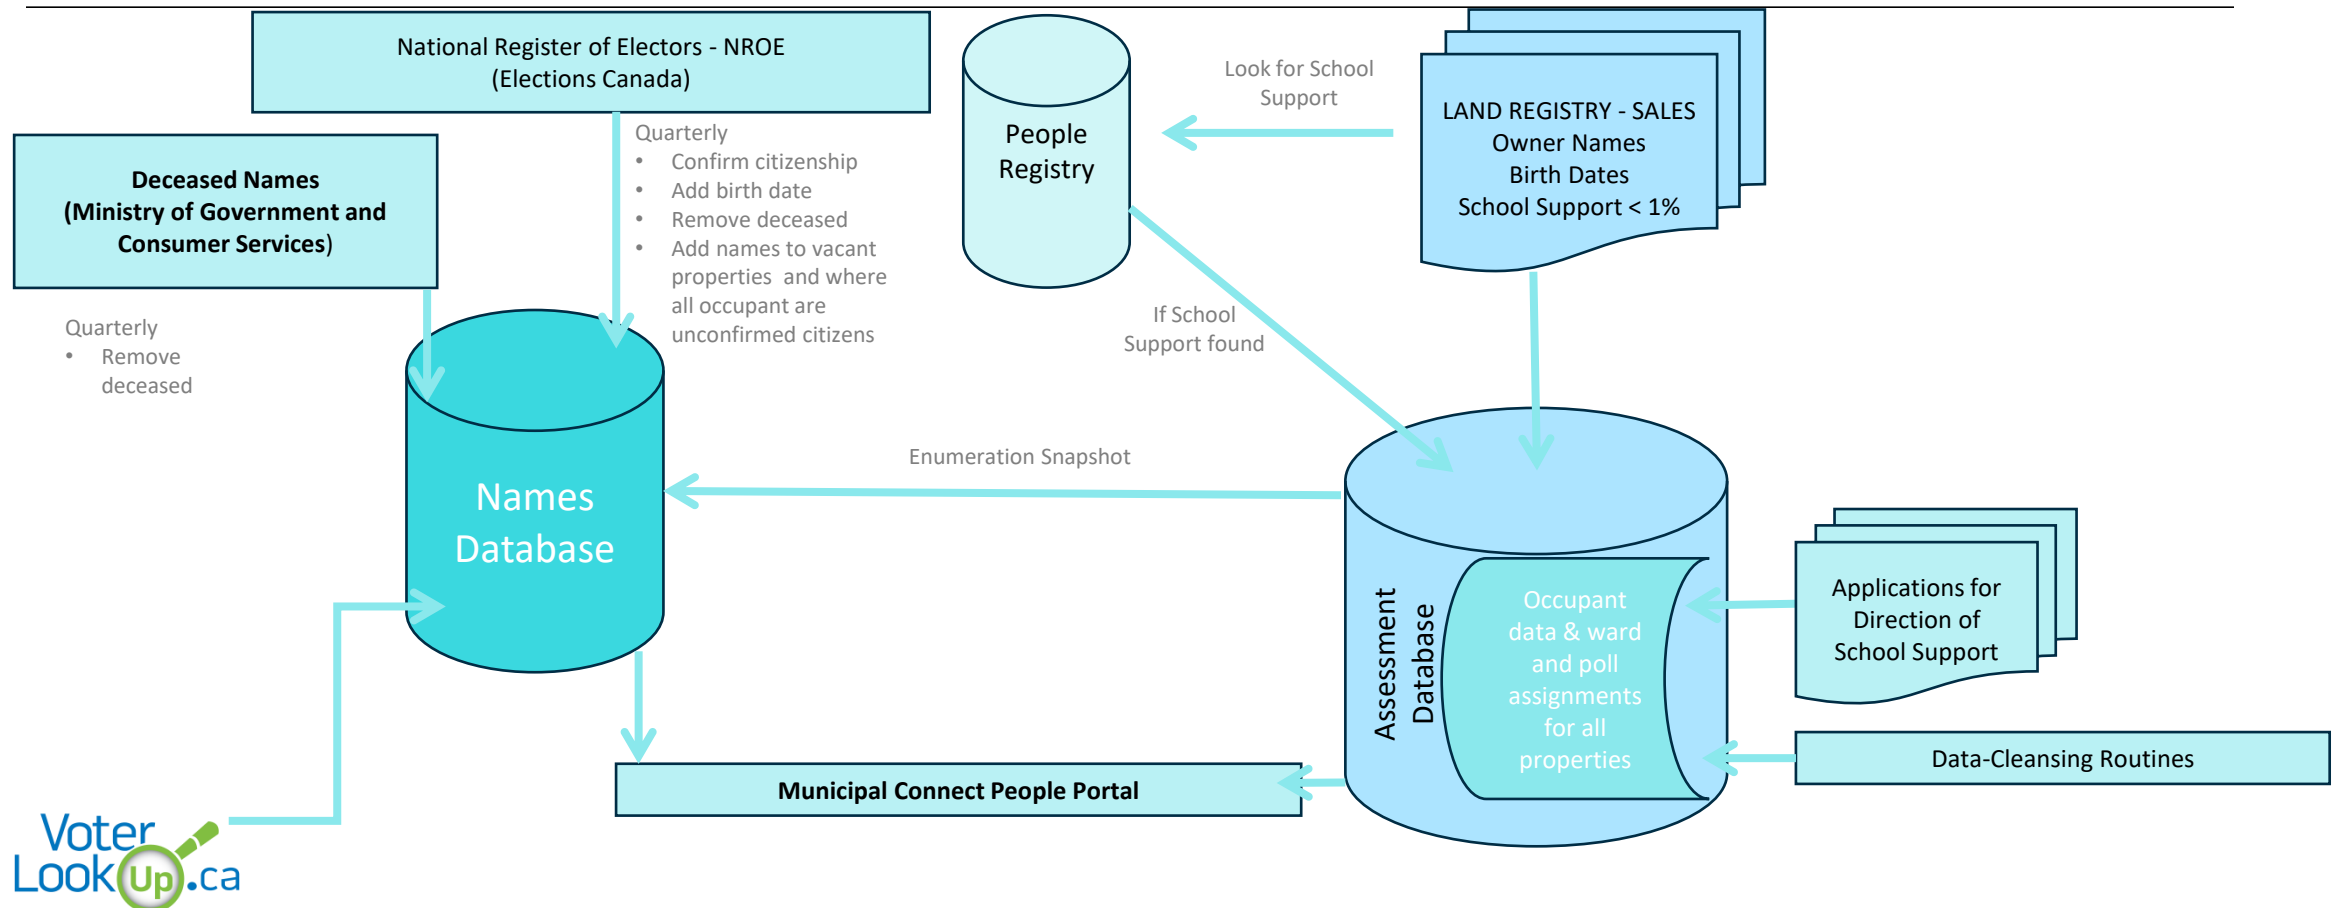 National Register of Electors - NROE
(Elections Canada)
Deceased Names
(Ministry of Government and
Consumer Services)
Quarterly
• Remove
deceased
Quarterly
• Confirm citizenship
• Add birth date
• Remove deceased
• Add names to vacant
properties and where
all occupant are
unconfirmed citizens
People
Registry
Look for School
Support
LAND REGISTRY - SALES
Owner Names
Birth Dates
School Support < 1%
If School
Support found
Names
Database
Enumeration Snapshot
Assessment
Database
Occupant
data & ward
and poll
assignments
for all
properties
Applications for
Direction of
School Support
Data-Cleansing Routines
Municipal Connect People Portal
Voter
LookUp.ca